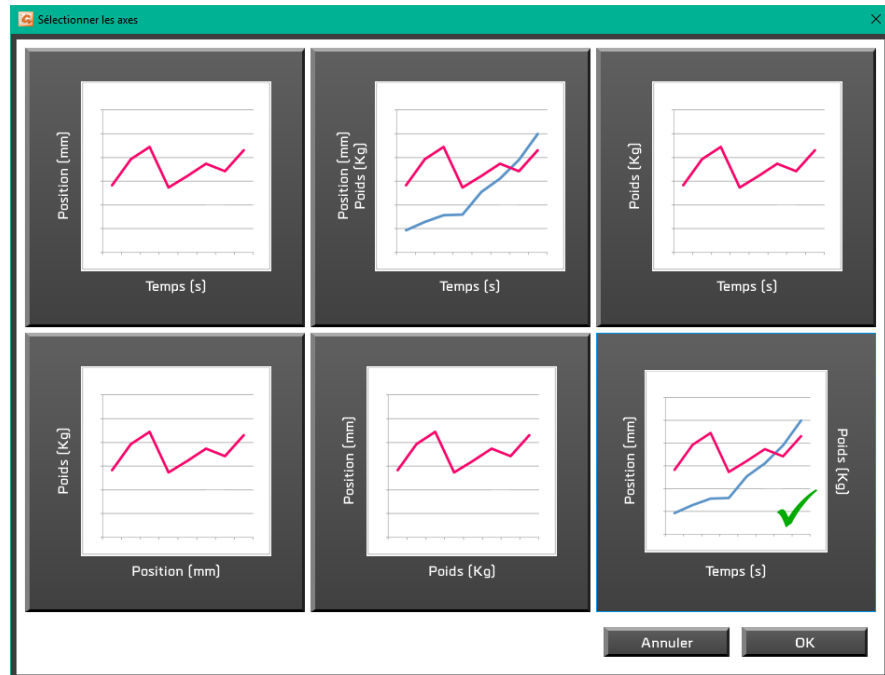 Sélectionner les axes
Position (mm)
Temps (s)
Position (mm)
Poids (Kg)
Temps (s)
Poids (Kg)
Temps (s)
Poids (Kg)
Position (mm)
Position (mm)
Poids (Kg)
Position (mm)
Poids (Kg)
Temps (s)
Annuler
OK